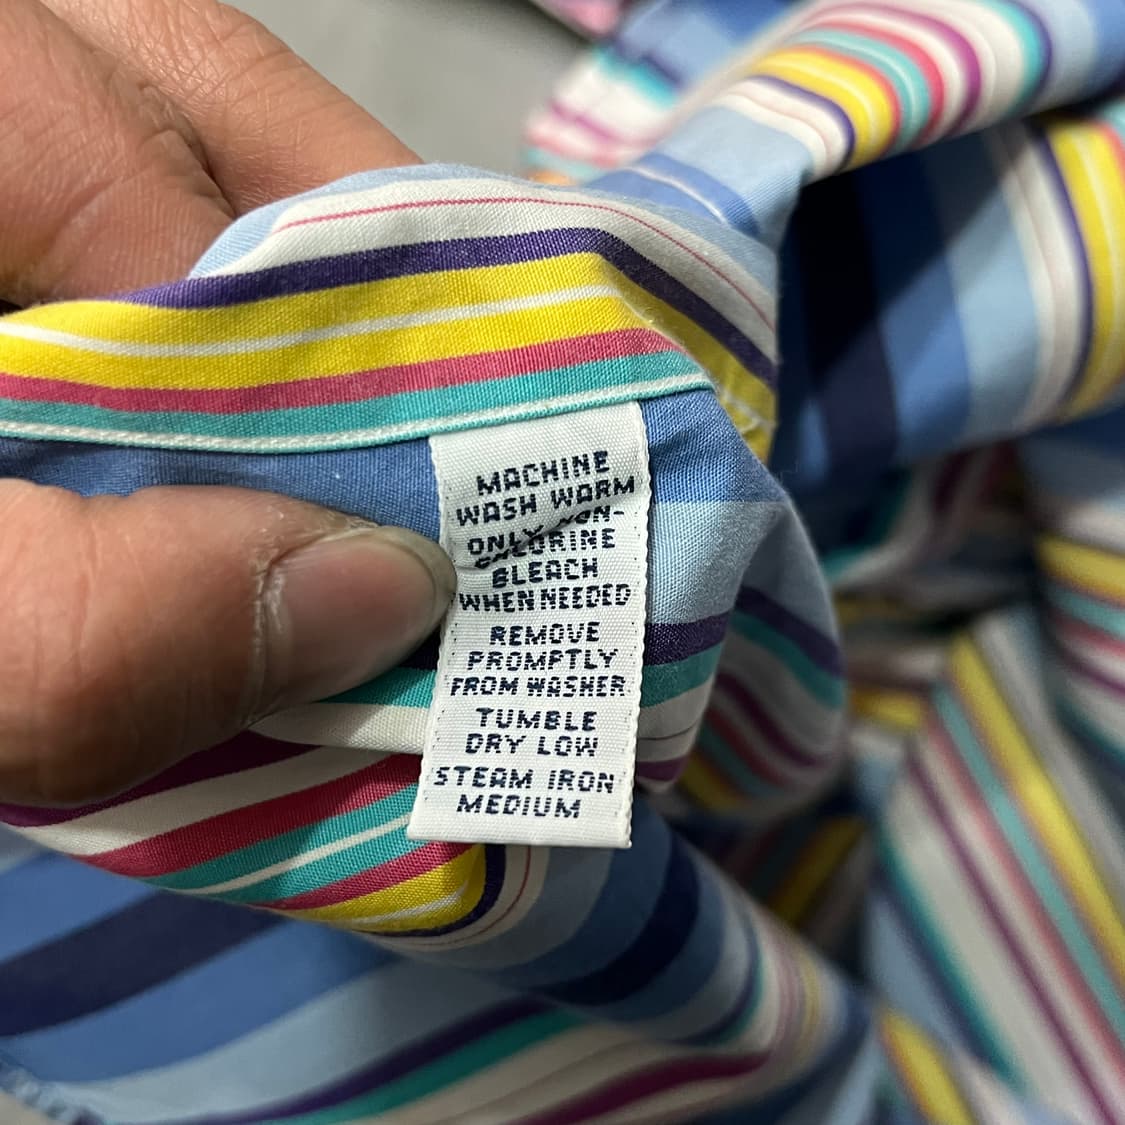 MACHINE
WASH WARM
ONLY NON-
CHLORINE
BLEACH
WHEN NEEDED
REMOVE
PROMPTLY
FROM WASHER
TUMBLE
DRY LOW
STEAM IRON
MEDIUM